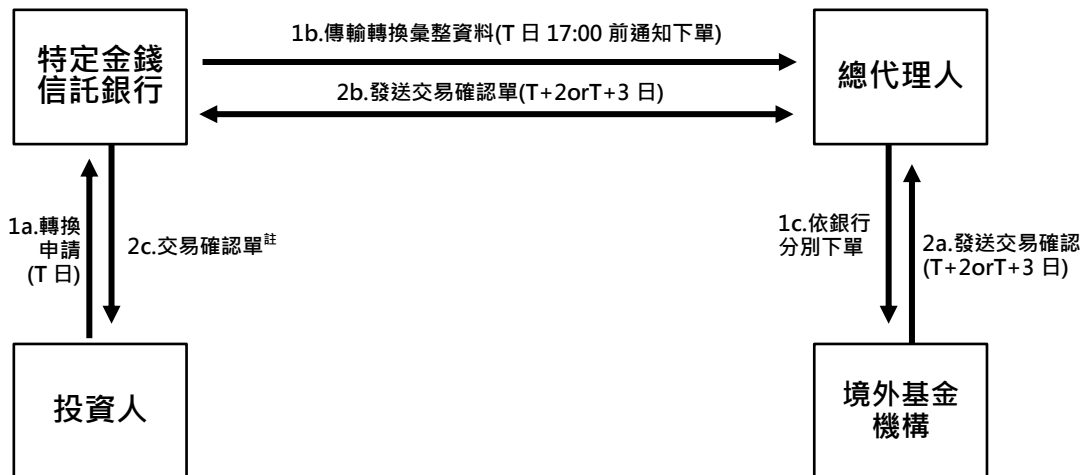 1b.傳輸轉換彙整資料(T 日 17:00 前通知下單)
特定金錢
信託銀行
總代理人
2b.發送交易確認單(T+2orT+3 日)
1a.轉換
申請
(T 日)
2c.交易確認單註
1c.依銀行
分別下單
2a.發送交易確認
(T+2orT+3 日)
投資人
境外基金
機構